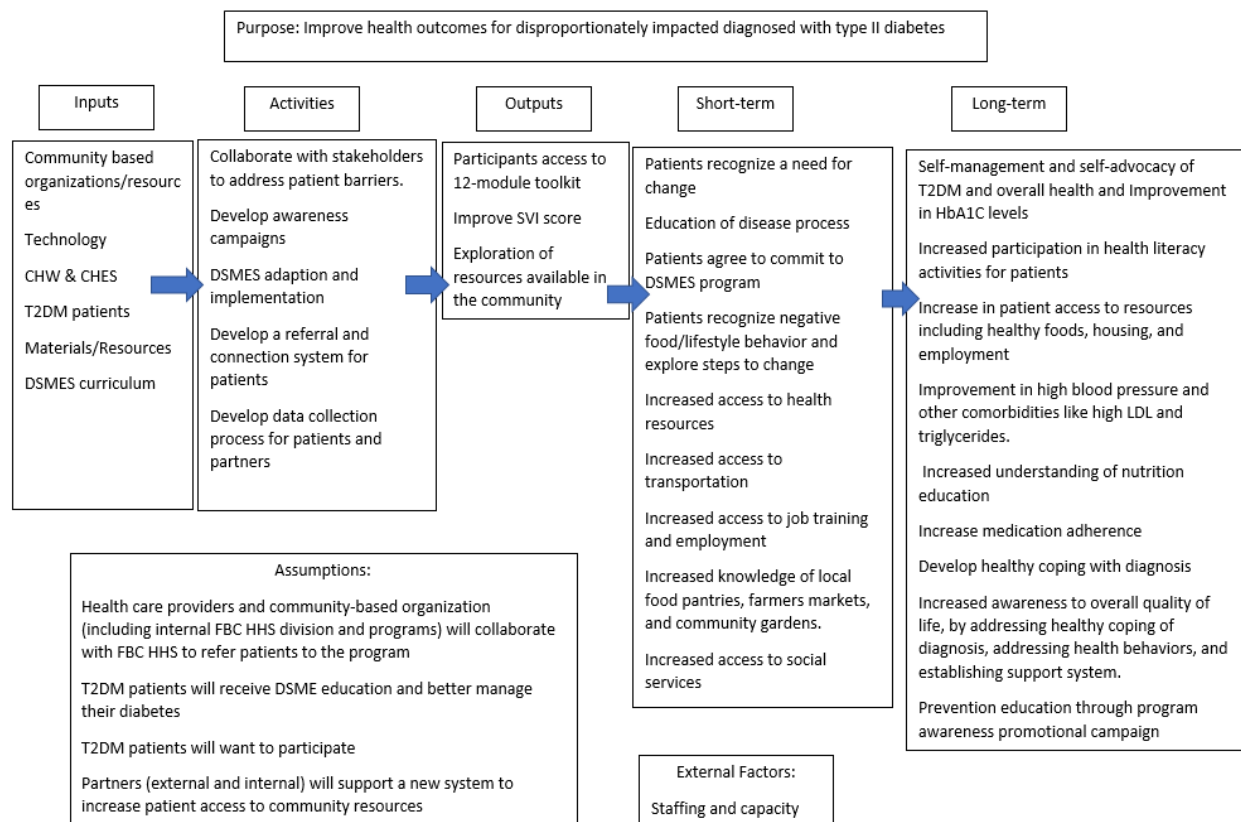 Purpose: Improve health outcomes for disproportionately impacted diagnosed with type II diabetes
Inputs
Community based
organizations/resourc
es
Technology
CHW & CHES
T2DM patients
Materials/Resources
DSMES curriculum
Activities
Collaborate with stakeholders
to address patient barriers.
Develop awareness
campaigns
DSMES adaption and
implementation
Develop a referral and
connection system for
patients
Develop data collection
process for patients and
partners
Outputs
Participants access to
12-module toolkit
Improve SVI score
Exploration of
resources available in
the community
Short-term
Patients recognize a need for
change
Education of disease process
Patients agree to commit to
DSMES program
Patients recognize negative
food/lifestyle behavior and
explore steps to change
Increased access to health
resources
Increased access to
transportation
Increased access to job training
and employment
Increased knowledge of local
food pantries, farmers markets,
and community gardens.
Increased access to social
services
Long-term
Self-management and self-advocacy of
T2DM and overall health and Improvement
in HbA1C levels
Increased participation in health literacy
activities for patients
Increase in patient access to resources
including healthy foods, housing, and
employment
Improvement in high blood pressure and
other comorbidities like high LDL and
triglycerides.
Increased understanding of nutrition
education
Increase medication adherence
Develop healthy coping with diagnosis
Increased awareness to overall quality of
life, by addressing healthy coping of
diagnosis, addressing health behaviors, and
establishing support system.
Prevention education through program
awareness promotional campaign
Assumptions:
Health care providers and community-based organization
(including internal FBC HHS division and programs) will collaborate
with FBC HHS to refer patients to the program
T2DM patients will receive DSME education and better manage
their diabetes
T2DM patients will want to participate
Partners (external and internal) will support a new system to
increase patient access to community resources
External Factors:
Staffing and capacity